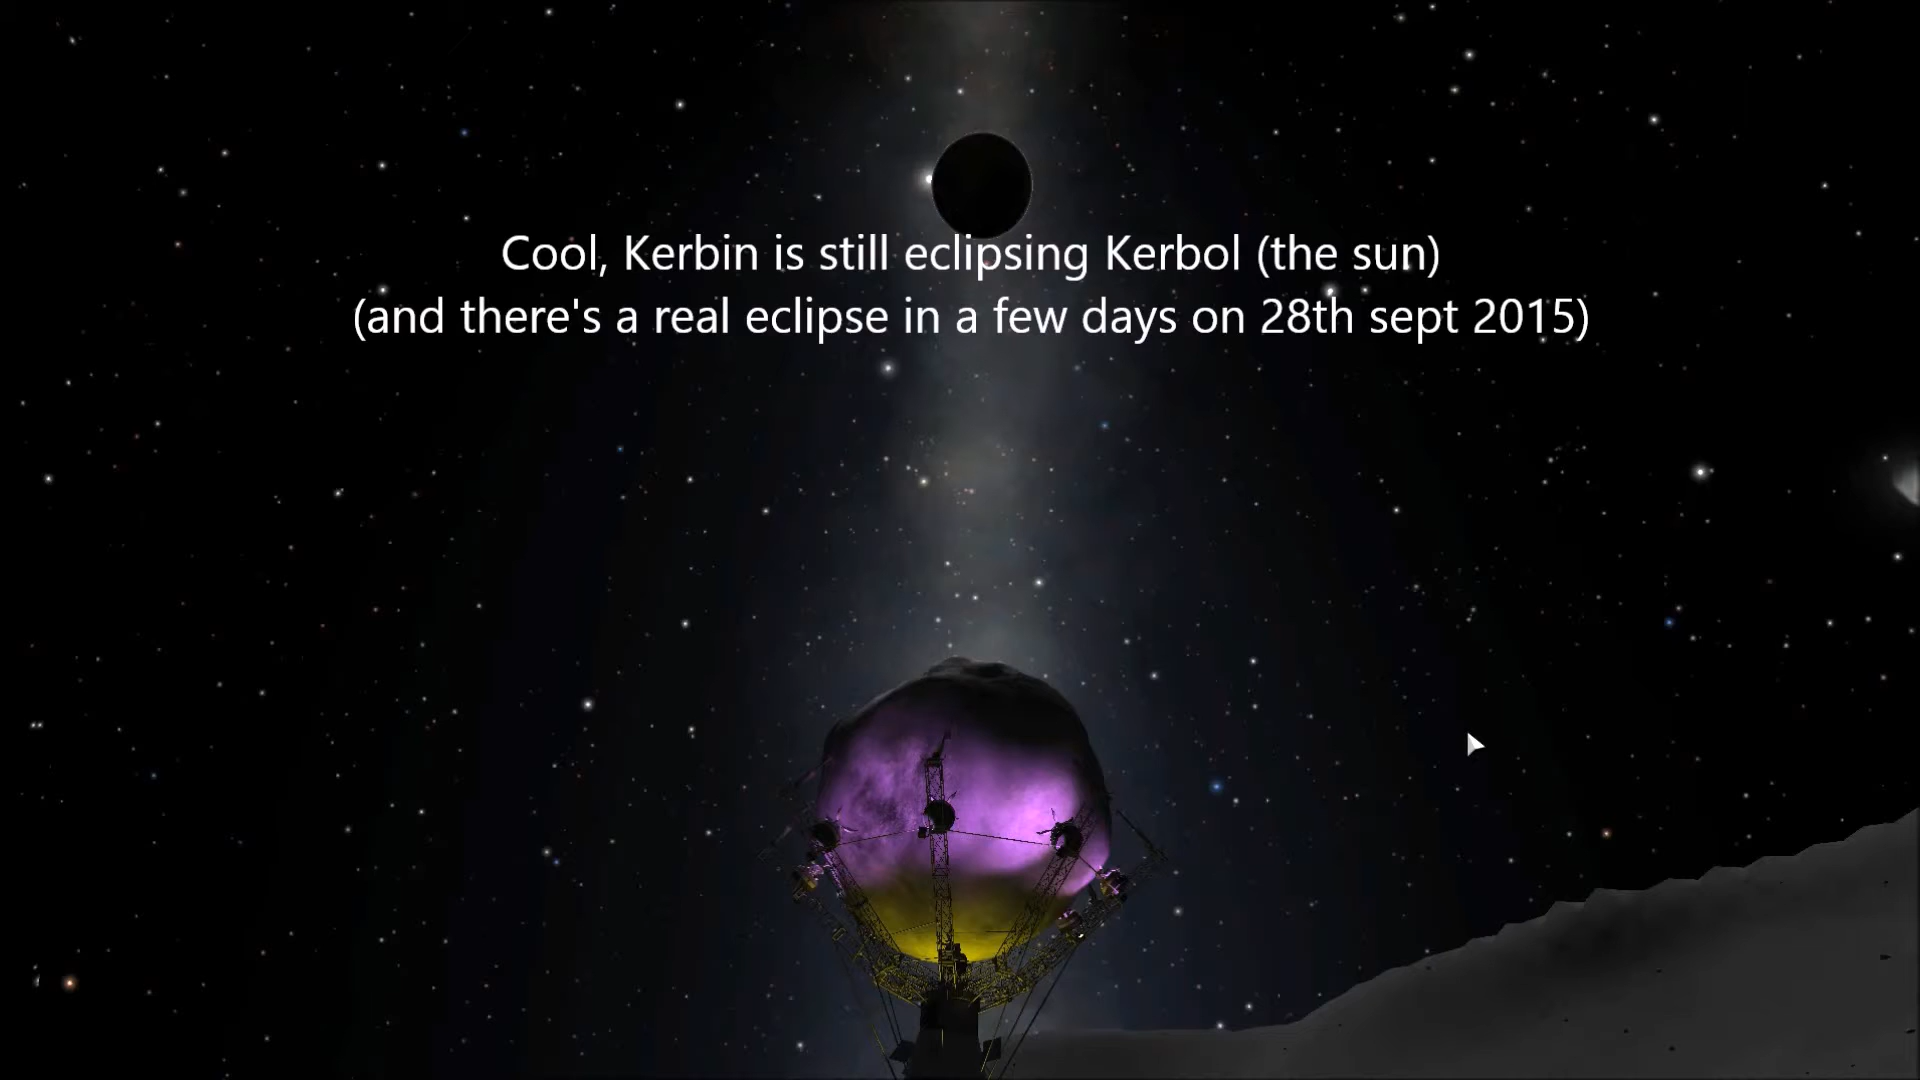 Cool, Kerbin is still eclipsing Kerbol (the sun)
(and there's a real eclipse in a few days on 28th sept 2015)